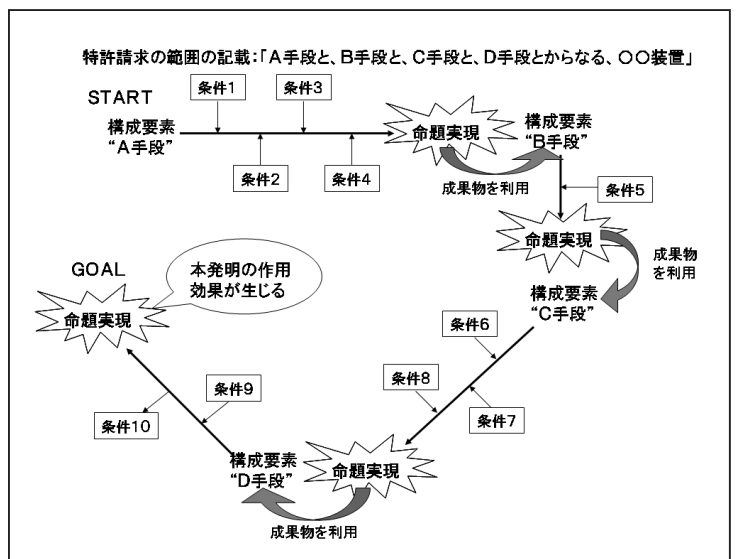 特許請求の範囲の記載:「A手段と、B手段と、C手段と、D手段とからなる、〇〇装置」
START
条件1
条件3
構成要素
“A手段”
命題実現
構成要素
“B手段”
条件2
条件4
成果物を利用
条件5
命題実現
成果物
を利用
GOAL
本発明の作用
効果が生じる
命題実現
構成要素
“C手段”
条件6
条件8
条件7
条件9
条件10
構成要素
“D手段”
命題実現
成果物を利用